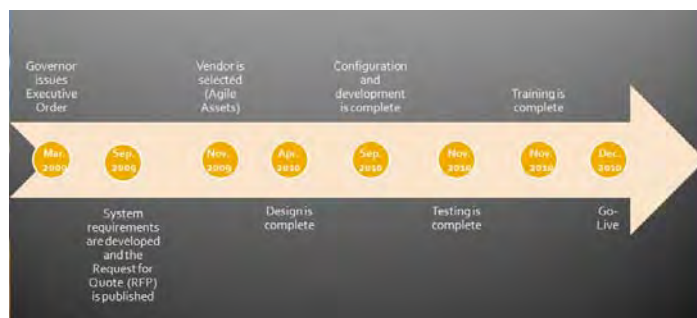 Governor
issues
Executive
Order
Vendor is
selected
(Agile
Assets)
Configuration
and
development
is complete
Training is
complete
Mar.
2009
Sep.
2009
Nov.
2009
Apr.
2010
Sep.
2010
Nov.
2010
Nov.
2010
Dec.
2010
System
requirements
are developed
and the
Request for
Quote (RFP)
is published
Design is
complete
Testing is
complete
Go-
Live